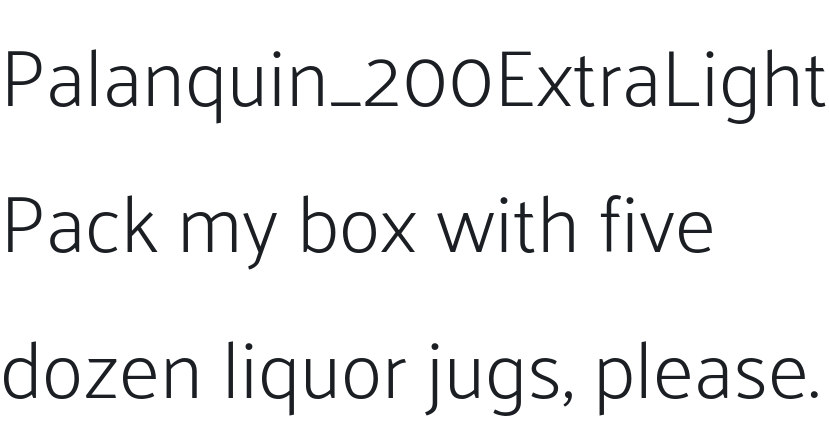 Palanquin_200ExtraLight
Pack my box with five
dozen liquor jugs, please.